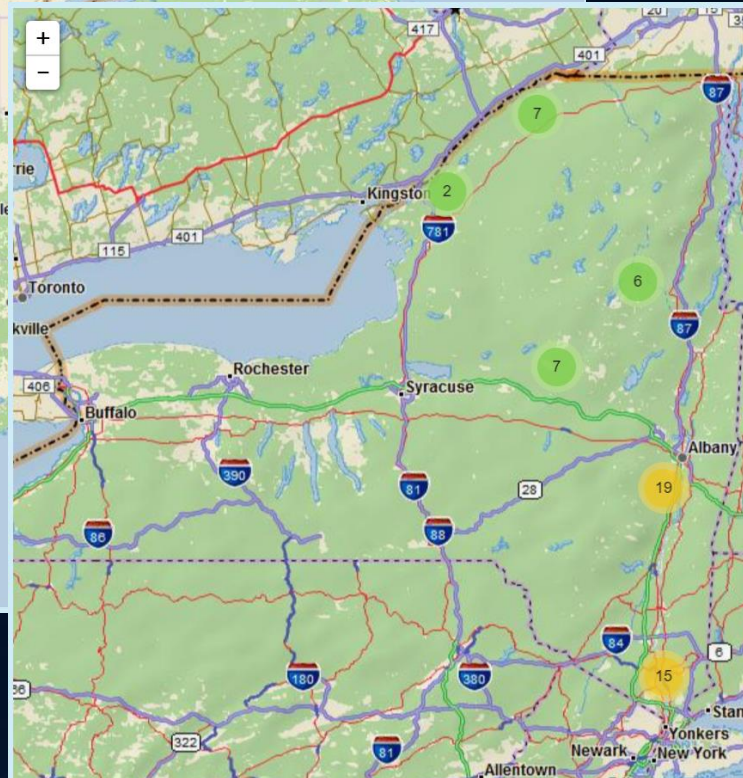 20
15
417
+
401
−
87
7
rie
2
Kingston
781
401
115
6
Toronto
87
kville
7
Rochester
406
Syracuse
Buffalo
Albany
390
81
19
28
86
88
84
6
15
180
380
Stan
Yonkers
322
81
Newark
New York
Allentown